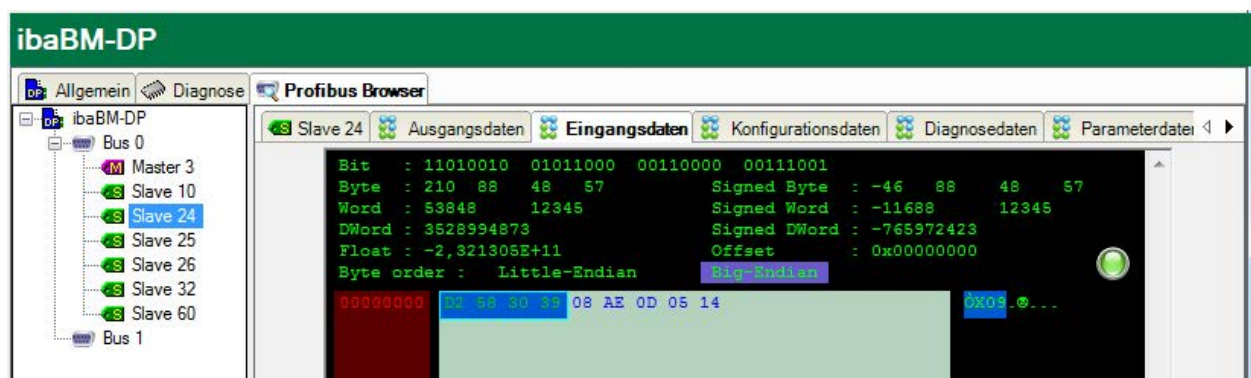 ibaBM-DP
Allgemein Diagnose Profibus Browser
ibaBM-DP
Bus 0
Master 3
Slave 10
Slave 24
Slave 25
Slave 26
Slave 32
Slave 60
Bus 1
Slave 24 Ausgangsdaten Eingangsdaten Konfigurationsdaten Diagnosedaten Parameterdaten
Bit : 11010010 01011000 00110000 00111001
Byte : 210 88 48 57 Signed Byte : -46 88 48 57
Word : 53848 12345 Signed Word : -11688 12345
DWord : 3528994873 Signed DWord : -765972423
Float : -2,321305E+11 Offset : 0x00000000
Byte order : Little-Endian Big-Endian
00000000 D2 58 30 39 08 AE 0D 05 14 ÒX09.®...